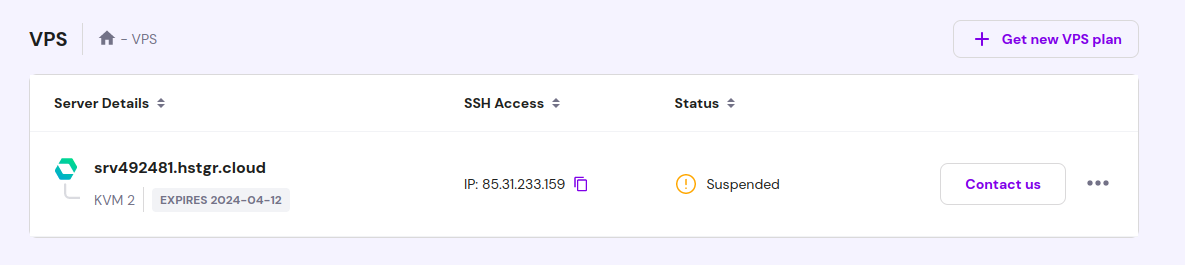 VPS
- VPS
Get new VPS plan
Server Details
SSH Access
Status
srv492481.hstgr.cloud
KVM 2
EXPIRES 2024-04-12
IP: 85.31.233.159
Suspended
Contact us